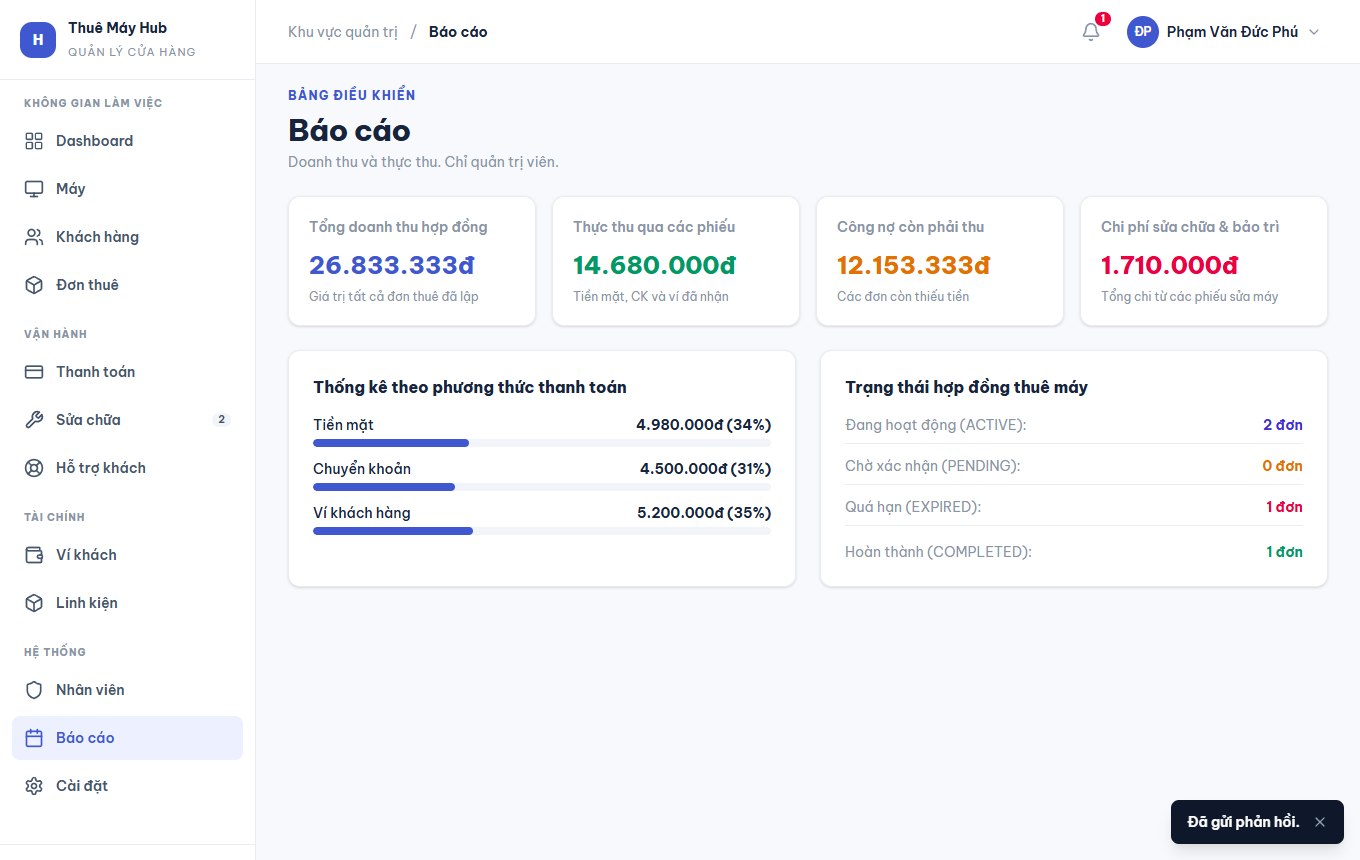 H
Thuê Máy Hub
QUẢN LÝ CỬA HÀNG
KHÔNG GIAN LÀM VIỆC
Dashboard
Máy
Khách hàng
Đơn thuê
VẬN HÀNH
Thanh toán
Sửa chữa 2
Hỗ trợ khách
TÀI CHÍNH
Ví khách
Linh kiện
HỆ THỐNG
Nhân viên
Báo cáo
Cài đặt
Khu vực quản trị / Báo cáo
1
ĐP Phạm Văn Đức Phú
BẢNG ĐIỀU KHIỂN
Báo cáo
Doanh thu và thực thu. Chỉ quản trị viên.
Tổng doanh thu hợp đồng
26.833.333đ
Giá trị tất cả đơn thuê đã lập
Thực thu qua các phiếu
14.680.000đ
Tiền mặt, CK và ví đã nhận
Công nợ còn phải thu
12.153.333đ
Các đơn còn thiếu tiền
Chi phí sửa chữa & bảo trì
1.710.000đ
Tổng chi từ các phiếu sửa máy
Thống kê theo phương thức thanh toán
Tiền mặt 4.980.000đ (34%)
Chuyển khoản 4.500.000đ (31%)
Ví khách hàng 5.200.000đ (35%)
Trạng thái hợp đồng thuê máy
Đang hoạt động (ACTIVE): 2 đơn
Chờ xác nhận (PENDING): 0 đơn
Quá hạn (EXPIRED): 1 đơn
Hoàn thành (COMPLETED): 1 đơn
Đã gửi phản hồi.